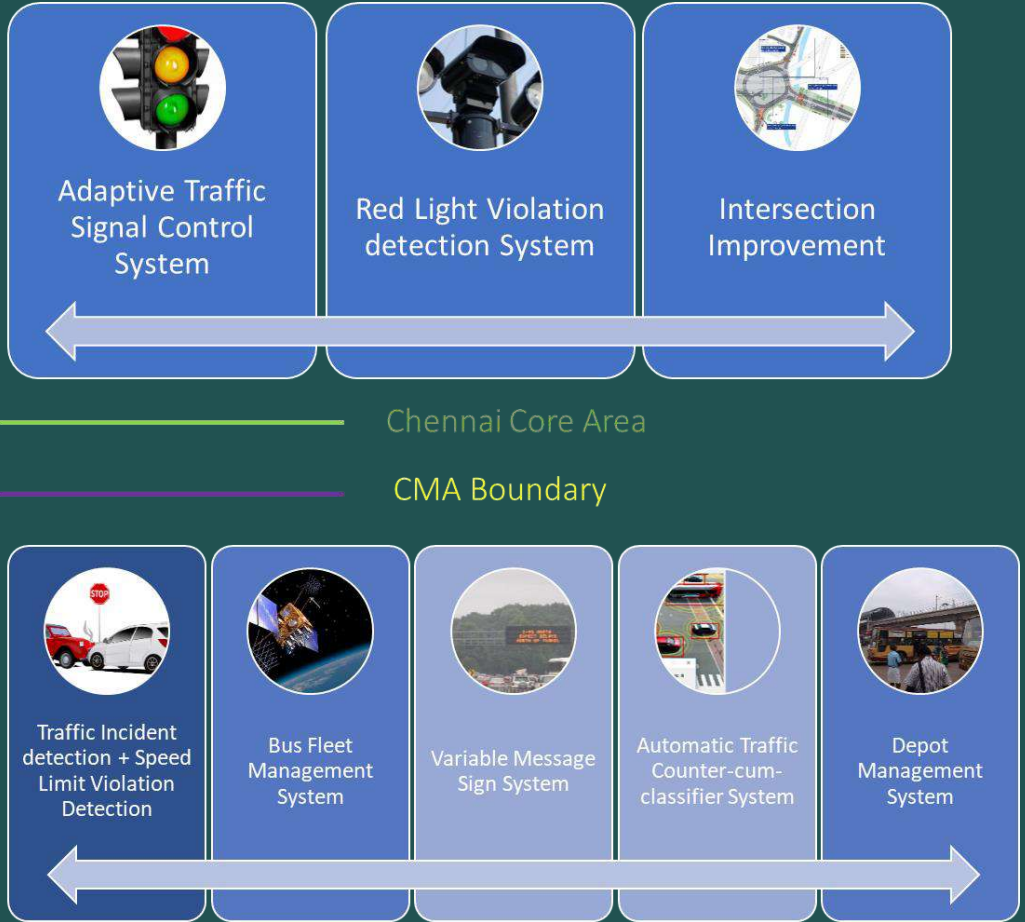 Adaptive Traffic
Signal Control
System
Red Light Violation
detection System
Intersection
Improvement
Chennai Core Area
CMA Boundary
STOP
Traffic Incident
detection + Speed
Limit Violation
Detection
Bus Fleet
Management
System
Variable Message
Sign System
Automatic Traffic
Counter-cum-
classifier System
Depot
Management
System